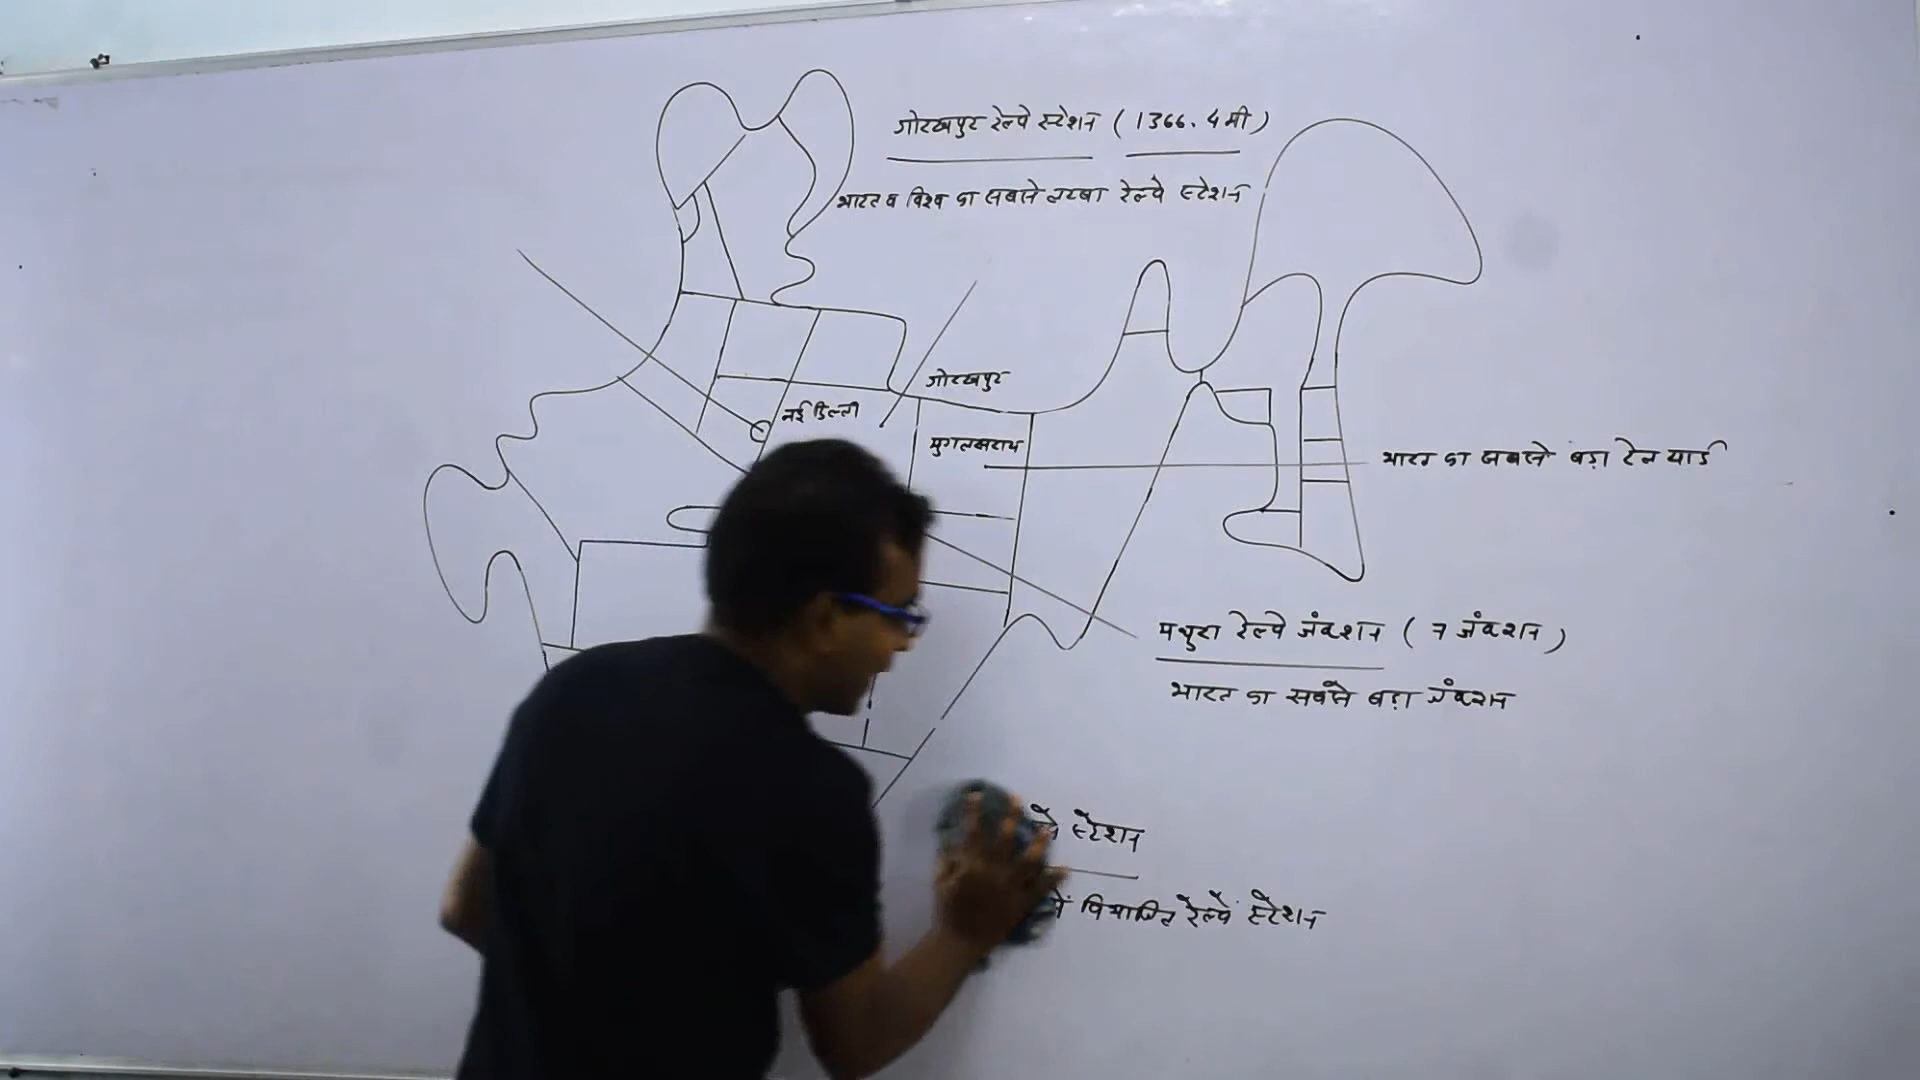 गोरखपुर रेल्वे स्टेशन ( 1366. 4 मी )
भारत व विश्व का सबसे लम्बा रेल्वे स्टेशन
गोरखपुर
नई दिल्ली
मुगलसराय
भारत का सबसे बड़ा रेल यार्ड
मथुरा रेल्वे जंक्शन ( 7 जंक्शन )
भारत का सबसे बड़ा जंक्शन
स्टेशन
में विभाजित रेल्वे स्टेशन